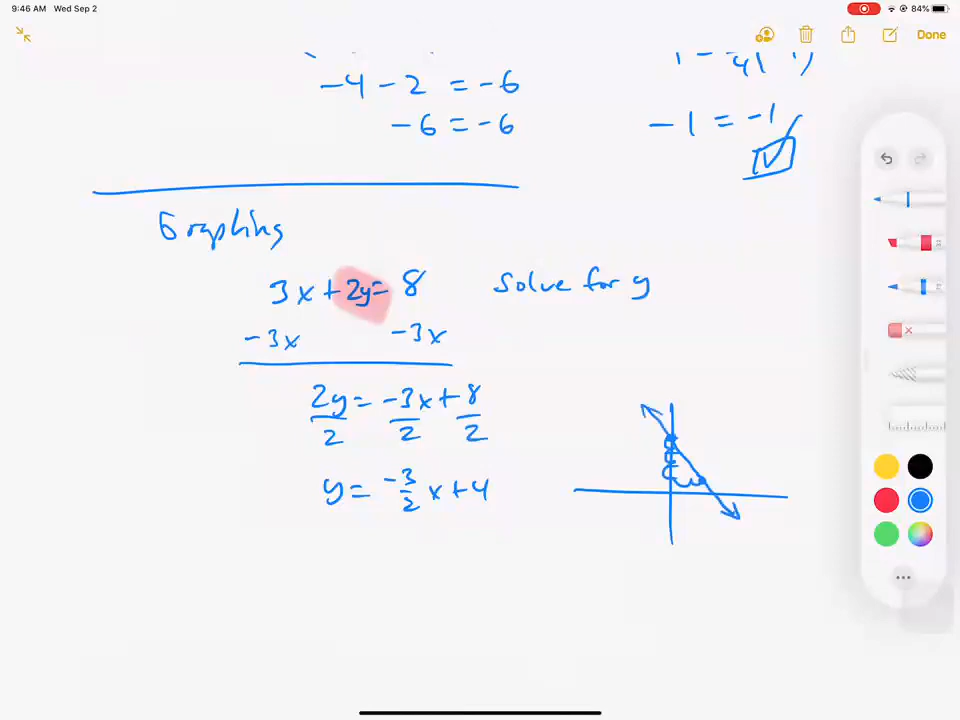 9:46 AM Wed Sep 2
84%
Done
-4 - 2 = -6
-6 = -6
-1 = -1
Graphing
3x + 2y = 8 Solve for y
-3x -3x
2y = -3x + 8
2 2 2
y = -3/2 x + 4